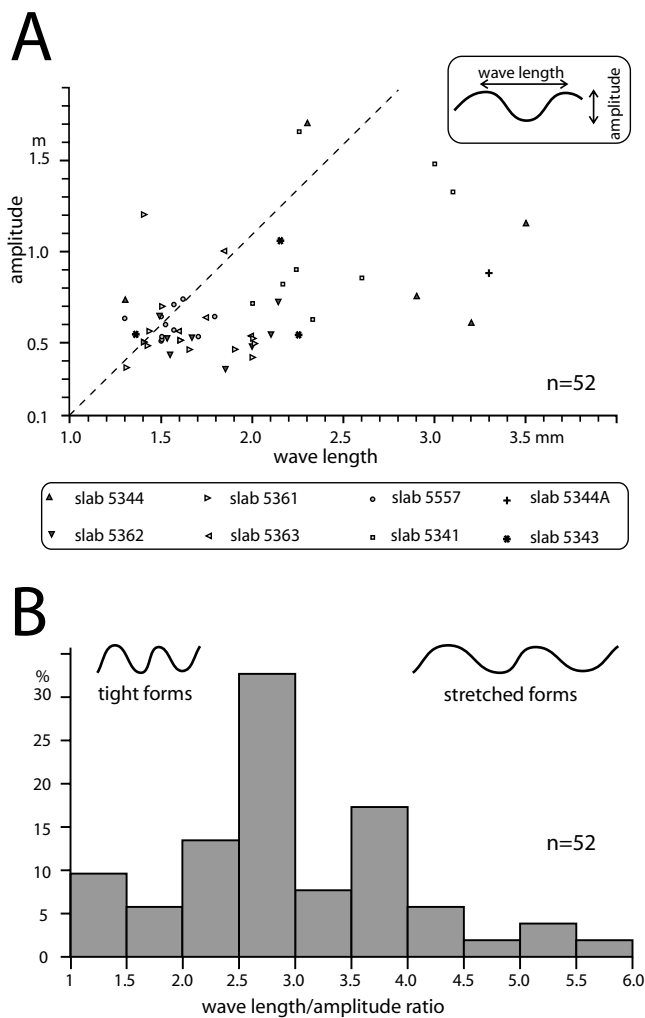 A
wave length
amplitude
m
1.5
1.0
0.5
0.1
amplitude
n=52
1.0 1.5 2.0 2.5 3.0 3.5 mm
wave length
slab 5344 slab 5361 slab 5557 slab 5344A
slab 5362 slab 5363 slab 5341 slab 5343
B
%
30
25
20
15
10
5
0
tight forms
stretched forms
n=52
1 1.5 2.0 2.5 3.0 3.5 4.0 4.5 5.0 5.5 6.0
wave length/amplitude ratio